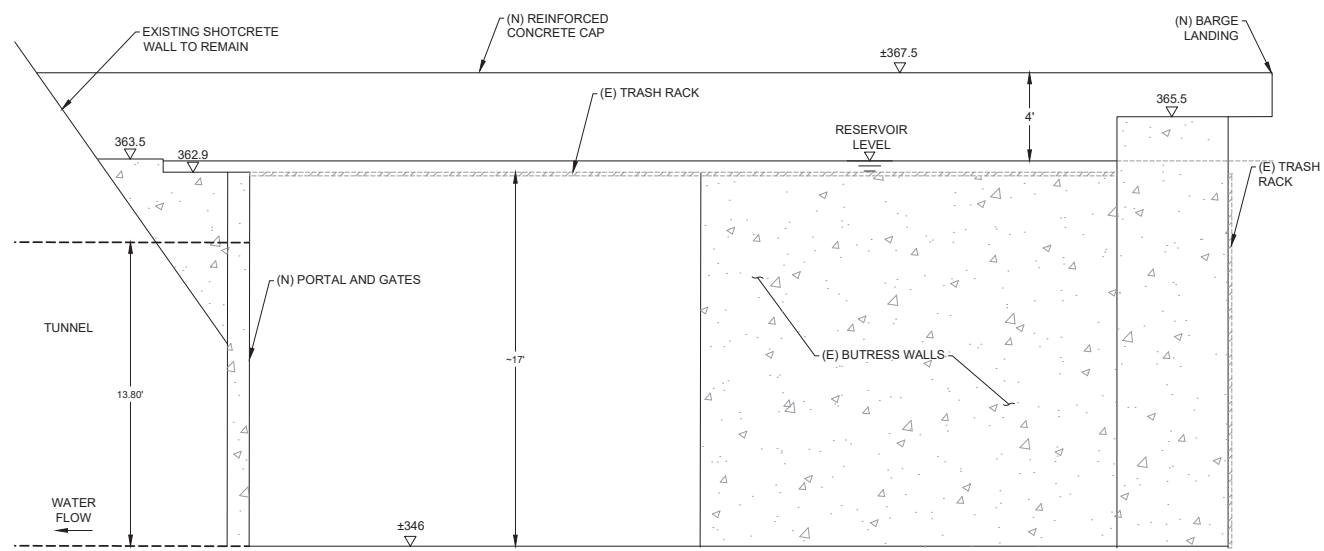 EXISTING SHOTCRETE
WALL TO REMAIN
(N) REINFORCED
CONCRETE CAP
(N) BARGE
LANDING
±367.5
(E) TRASH RACK
4'
365.5
363.5
362.9
RESERVOIR
LEVEL
(E) TRASH
RACK
(N) PORTAL AND GATES
TUNNEL
~17'
(E) BUTRESS WALLS
13.80'
WATER
FLOW
±346